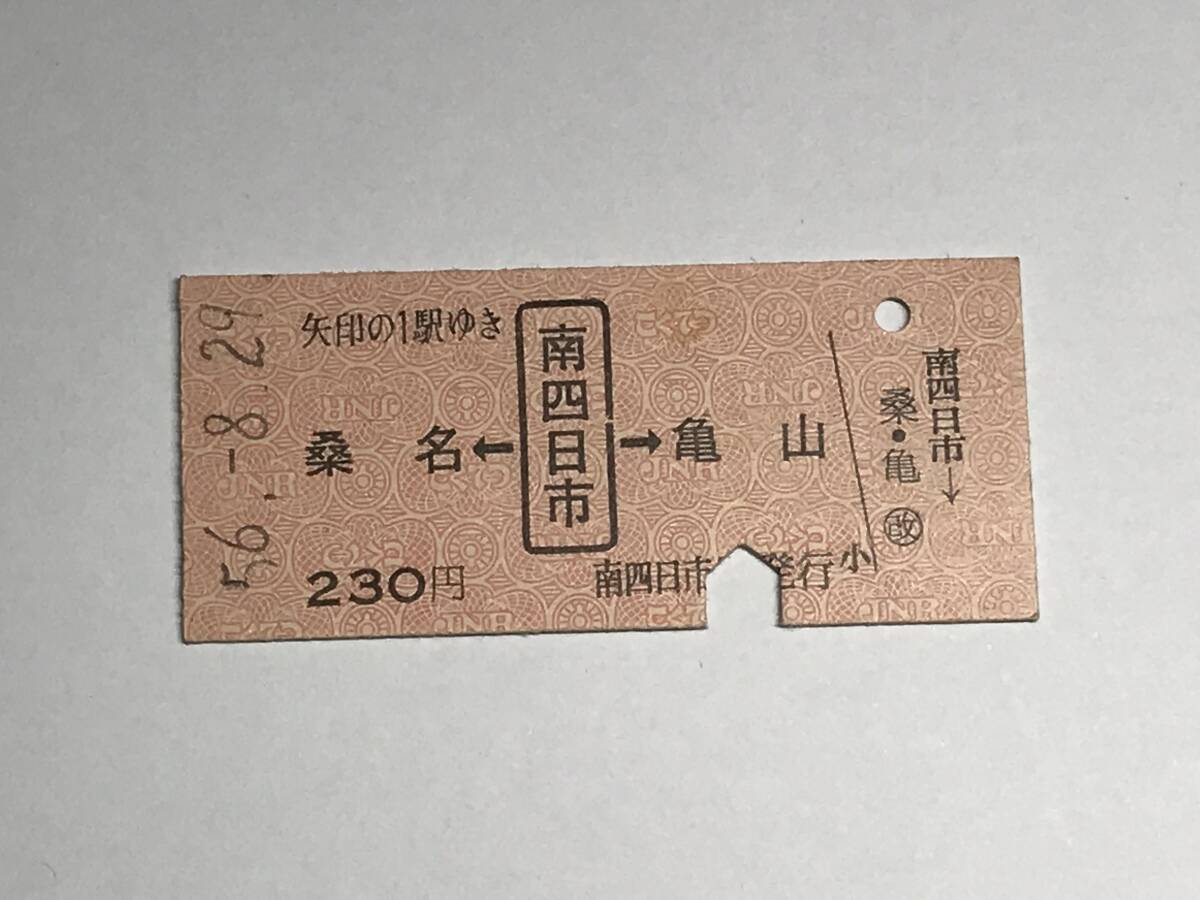 56.-8.29
矢印の1駅ゆき
南四日市
桑名←
→亀山
230円
南四日市 発行
小
南四日市→
桑・亀 改
JNR